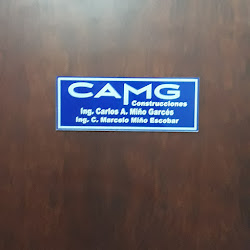 CAMG
Construcciones
Ing. Carlos A. Miño Garcés
Ing. C. Marcelo Miño Escobar